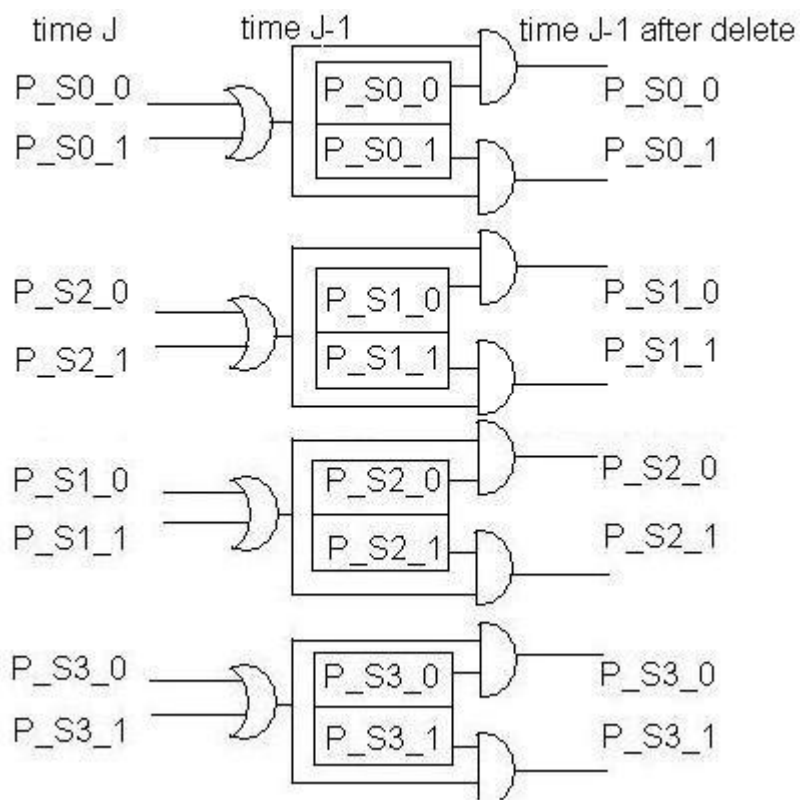 time J time J-1 time J-1 after delete
P_S0_0 P_S0_0 P_S0_0
P_S0_1 P_S0_1 P_S0_1
P_S2_0 P_S1_0 P_S1_0
P_S2_1 P_S1_1 P_S1_1
P_S1_0 P_S2_0 P_S2_0
P_S1_1 P_S2_1 P_S2_1
P_S3_0 P_S3_0 P_S3_0
P_S3_1 P_S3_1 P_S3_1